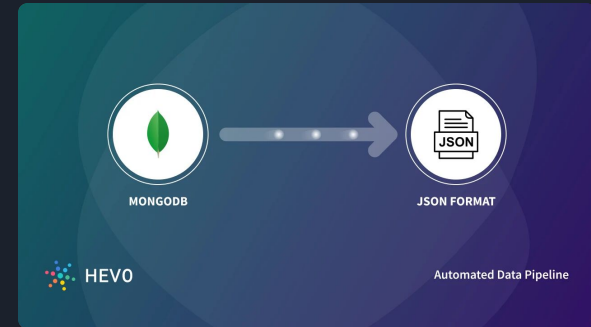 JSON
MONGODB
JSON FORMAT
HEVO
Automated Data Pipeline